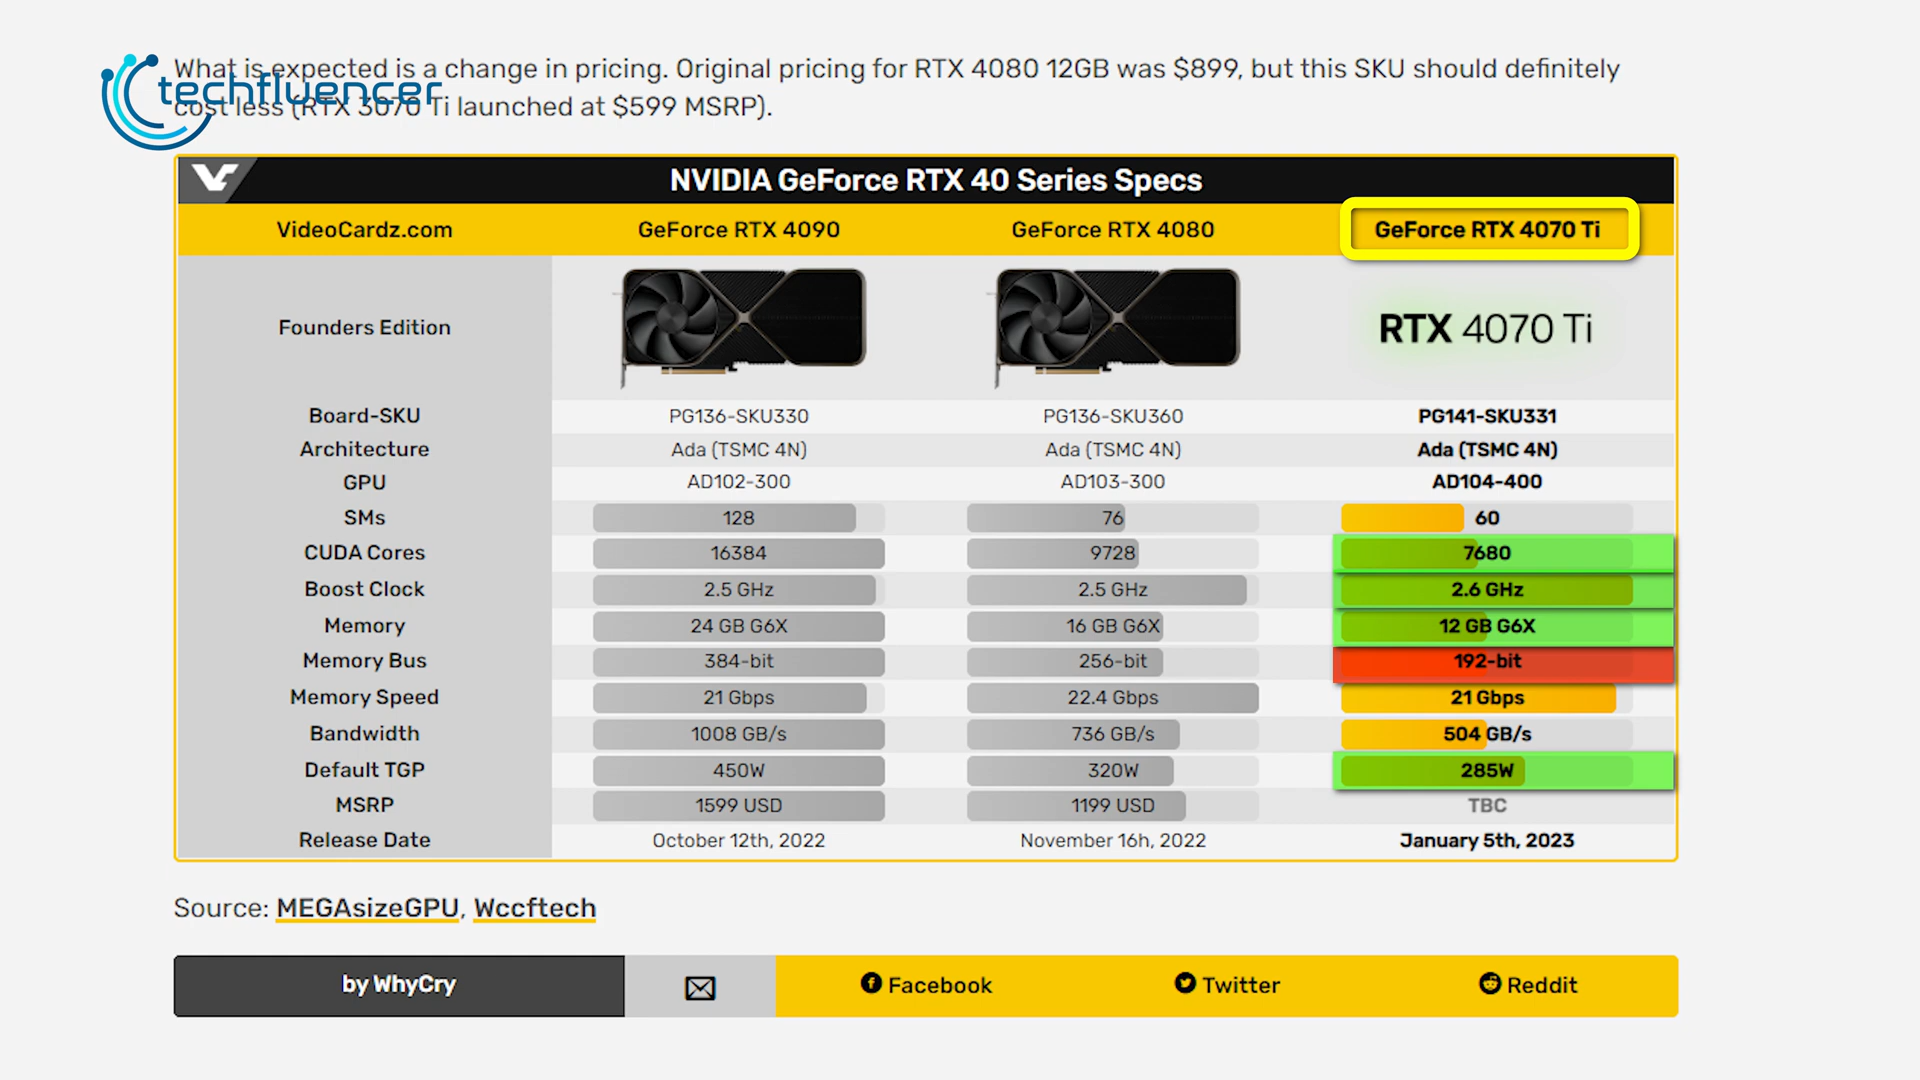 What is expected is a change in pricing. Original pricing for RTX 4080 12GB was $899, but this SKU should definitely
techfluencer
cost less (RTX 3070 Ti launched at $599 MSRP).
NVIDIA GeForce RTX 40 Series Specs
VideoCardz.com GeForce RTX 4090 GeForce RTX 4080 GeForce RTX 4070 Ti
Founders Edition RTX 4070 Ti
Board-SKU PG136-SKU330 PG136-SKU360 PG141-SKU331
Architecture Ada (TSMC 4N) Ada (TSMC 4N) Ada (TSMC 4N)
GPU AD102-300 AD103-300 AD104-400
SMs 128 76 60
CUDA Cores 16384 9728 7680
Boost Clock 2.5 GHz 2.5 GHz 2.6 GHz
Memory 24 GB G6X 16 GB G6X 12 GB G6X
Memory Bus 384-bit 256-bit 192-bit
Memory Speed 21 Gbps 22.4 Gbps 21 Gbps
Bandwidth 1008 GB/s 736 GB/s 504 GB/s
Default TGP 450W 320W 285W
MSRP 1599 USD 1199 USD TBC
Release Date October 12th, 2022 November 16h, 2022 January 5th, 2023
Source: MEGAsizeGPU, Wccftech
by WhyCry Facebook Twitter Reddit